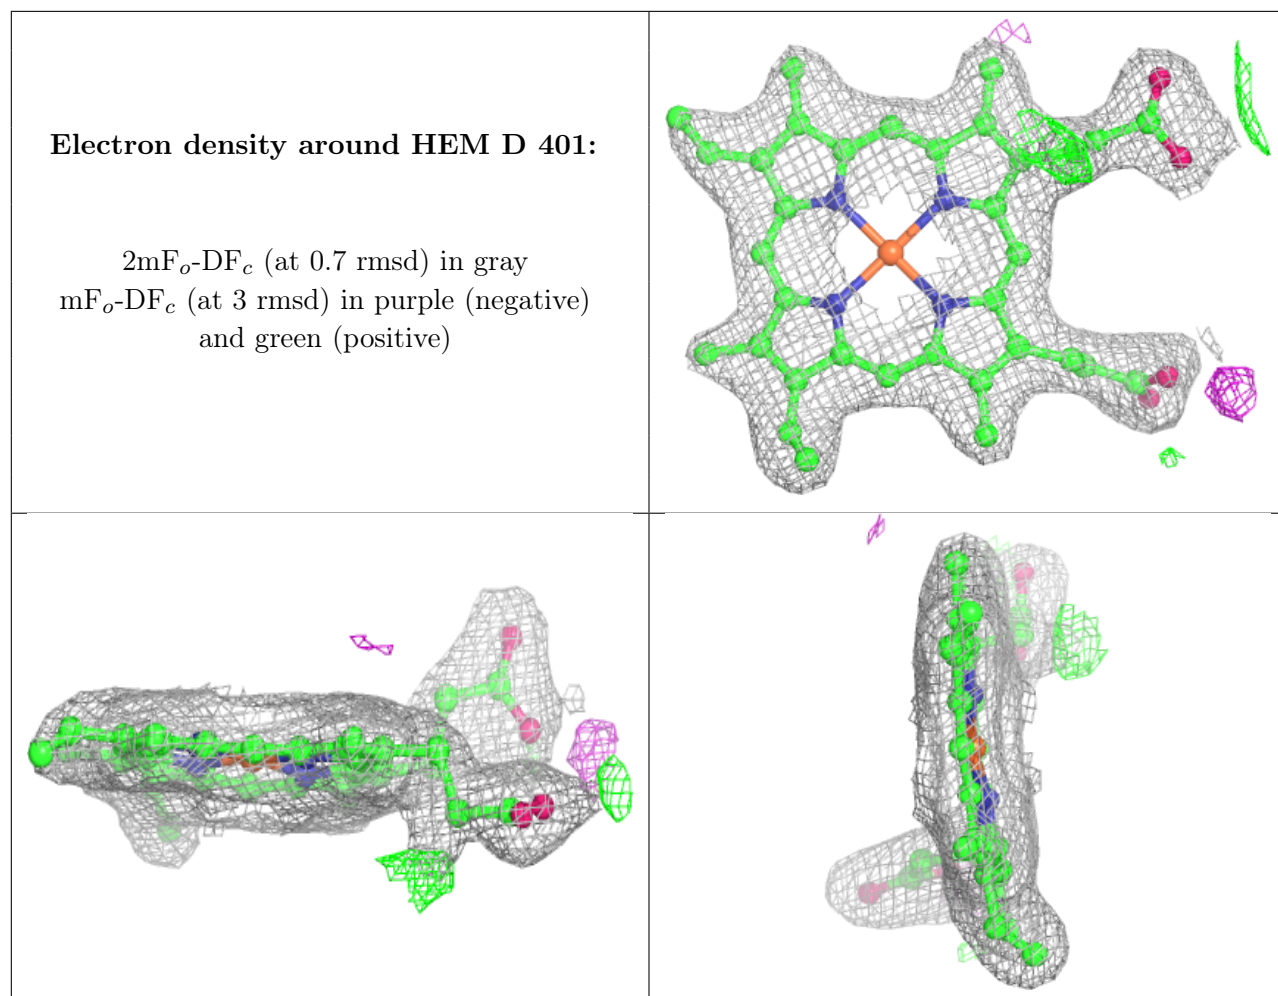 Electron density around HEM D 401:
2mFₒ-DF𝒸 (at 0.7 rmsd) in gray
mFₒ-DF𝒸 (at 3 rmsd) in purple (negative)
and green (positive)